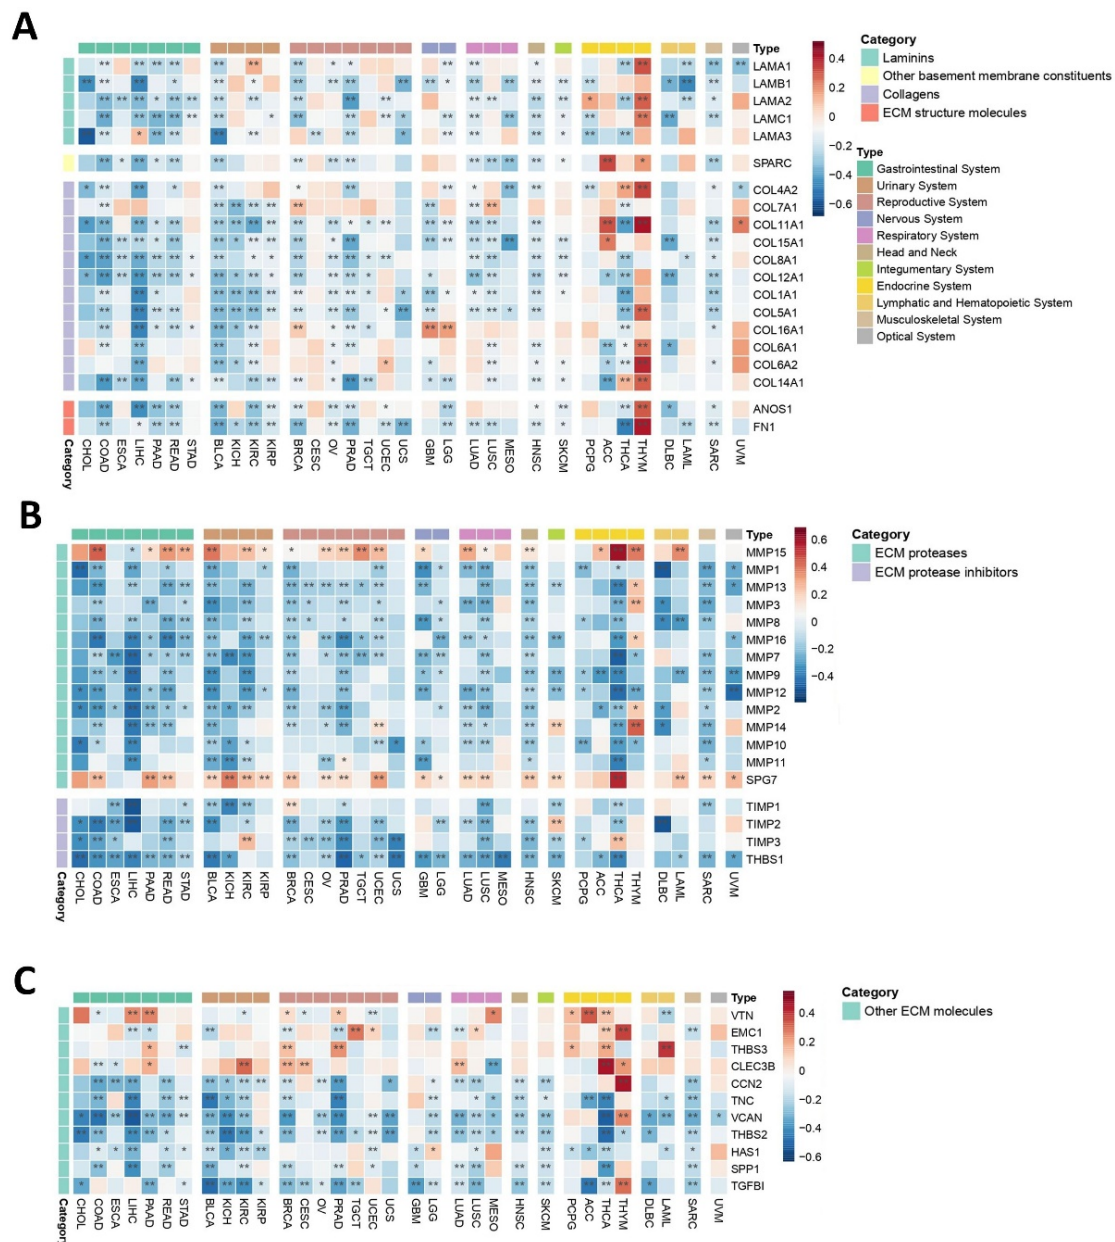 A
Type
LAMA1
LAMB1
LAMA2
LAMC1
LAMA3
SPARC
COL4A2
COL7A1
COL11A1
COL15A1
COL8A1
COL12A1
COL1A1
COL5A1
COL16A1
COL6A1
COL6A2
COL14A1
ANOS1
FN1
0.4
0.2
0
−0.2
−0.4
−0.6
Category
Laminins
Other basement membrane constituents
Collagens
ECM structure molecules
Type
Gastrointestinal System
Urinary System
Reproductive System
Nervous System
Respiratory System
Head and Neck
Integumentary System
Endocrine System
Lymphatic and Hematopoietic System
Musculoskeletal System
Optical System
Category CHOL COAD ESCA LIHC PAAD READ STAD BLCA KICH KIRC KIRP BRCA CESC OV PRAD TGCT UCEC UCS GBM LGG LUAD LUSC MESO HNSC SKCM PCPG ACC THCA THYM DLBC LAML SARC UVM
B
Type
MMP15
MMP1
MMP13
MMP3
MMP8
MMP16
MMP7
MMP9
MMP12
MMP2
MMP14
MMP10
MMP11
SPG7
TIMP1
TIMP2
TIMP3
THBS1
0.6
0.4
0.2
0
−0.2
−0.4
Category
ECM proteases
ECM protease inhibitors
Category CHOL COAD ESCA LIHC PAAD READ STAD BLCA KICH KIRC KIRP BRCA CESC OV PRAD TGCT UCEC UCS GBM LGG LUAD LUSC MESO HNSC SKCM PCPG ACC THCA THYM DLBC LAML SARC UVM
C
Type
VTN
EMC1
THBS3
CLEC3B
CCN2
TNC
VCAN
THBS2
HAS1
SPP1
TGFBI
0.4
0.2
0
−0.2
−0.4
−0.6
Category
Other ECM molecules
Category CHOL COAD ESCA LIHC PAAD READ STAD BLCA KICH KIRC KIRP BRCA CESC OV PRAD TGCT UCEC UCS GBM LGG LUAD LUSC MESO HNSC SKCM PCPG ACC THCA THYM DLBC LAML SARC UVM